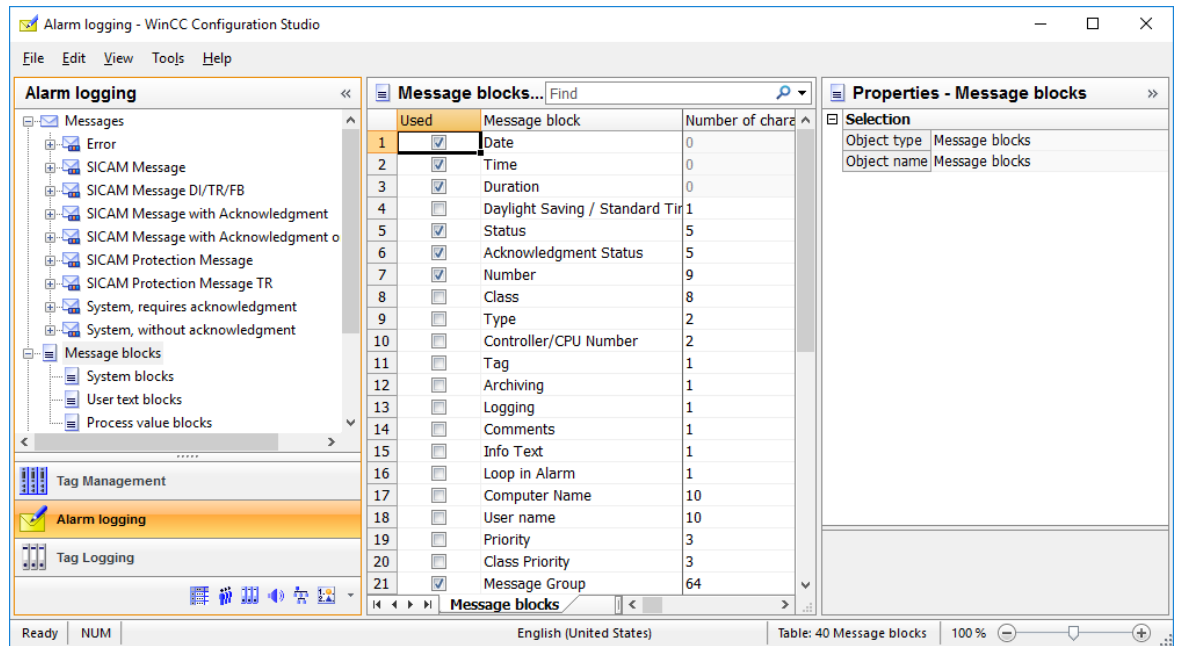 Alarm logging - WinCC Configuration Studio
File Edit View Tools Help
Alarm logging «
Messages
Error
SICAM Message
SICAM Message DI/TR/FB
SICAM Message with Acknowledgment
SICAM Message with Acknowledgment o
SICAM Protection Message
SICAM Protection Message TR
System, requires acknowledgment
System, without acknowledgment
Message blocks
System blocks
User text blocks
Process value blocks
Tag Management
Alarm logging
Tag Logging
Message blocks... Find
Used Message block Number of chara
1 Date 0
2 Time 0
3 Duration 0
4 Daylight Saving / Standard Tir 1
5 Status 5
6 Acknowledgment Status 5
7 Number 9
8 Class 8
9 Type 2
10 Controller/CPU Number 2
11 Tag 1
12 Archiving 1
13 Logging 1
14 Comments 1
15 Info Text 1
16 Loop in Alarm 1
17 Computer Name 10
18 User name 10
19 Priority 3
20 Class Priority 3
21 Message Group 64
Message blocks
Properties - Message blocks »
Selection
Object type Message blocks
Object name Message blocks
Ready NUM English (United States) Table: 40 Message blocks 100 %